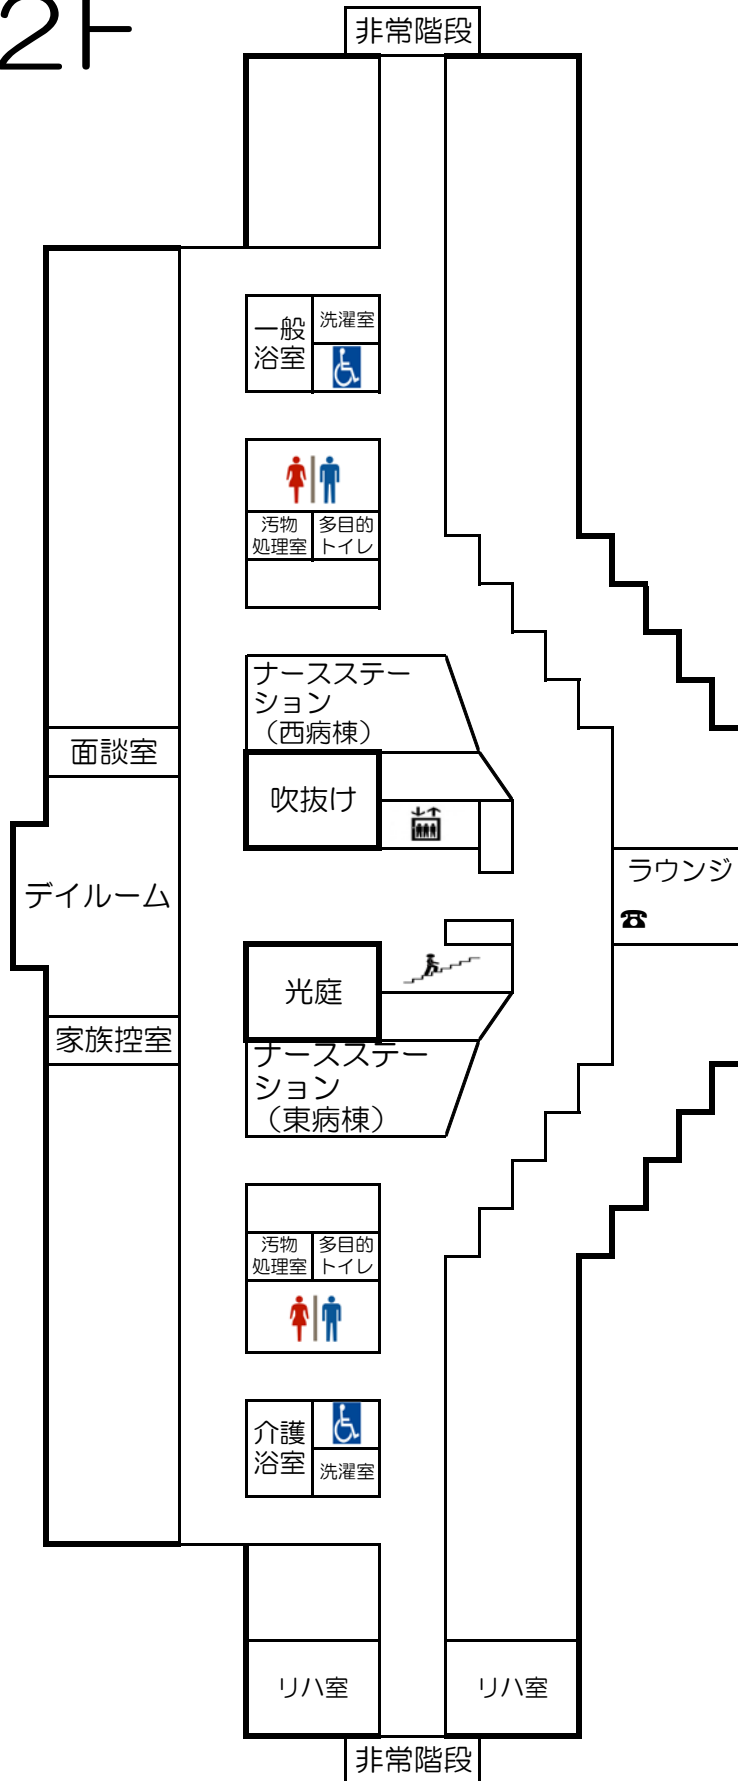 2F
非常階段
一般
浴室
洗濯室
汚物
処理室
多目的
トイレ
ナースステー
ション
（西病棟）
面談室
吹抜け
デイルーム
ラウンジ
光庭
家族控室
ナースステー
ション
（東病棟）
汚物
処理室
多目的
トイレ
介護
浴室
洗濯室
リハ室
リハ室
非常階段